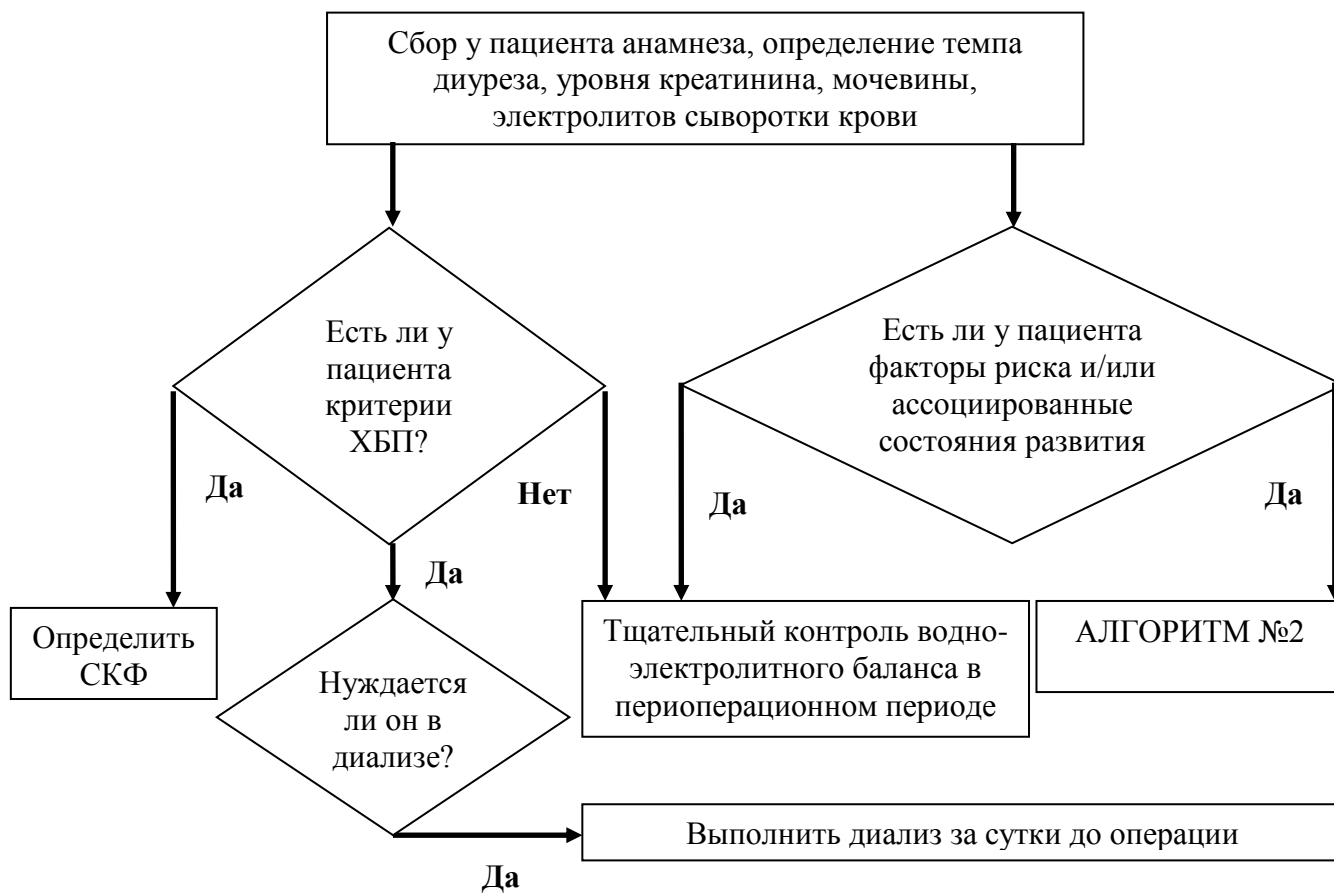 Сбор у пациента анамнеза, определение темпа
диуреза, уровня креатинина, мочевины,
электролитов сыворотки крови
Есть ли у
пациента
критерии
ХБП?
Есть ли у пациента
факторы риска и/или
ассоциированные
состояния развития
Да
Нет
Да
Да
Да
Определить
СКФ
Нуждается
ли он в
диализе?
Тщательный контроль водно-
электролитного баланса в
периоперационном периоде
АЛГОРИТМ №2
Выполнить диализ за сутки до операции
Да